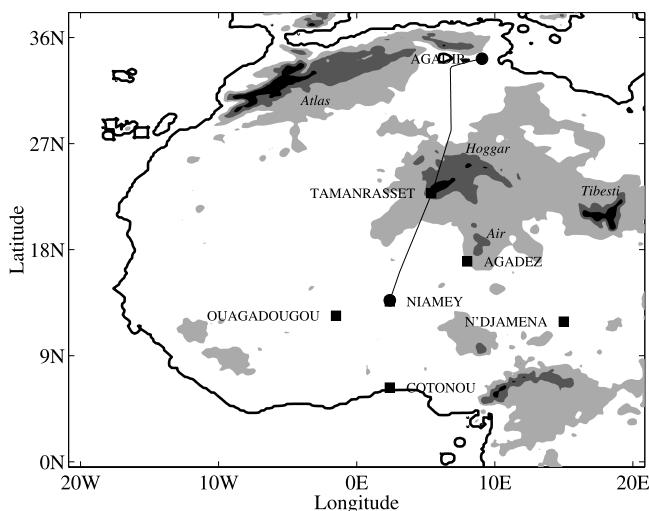 36N
AGADIR
Atlas
27N
Hoggar
TAMANRASSET
Tibesti
Air
18N
AGADEZ
NIAMEY
OUAGADOUGOU
N'DJAMENA
9N
COTONOU
0N
20W
10W
0E
10E
20E
Longitude
Latitude